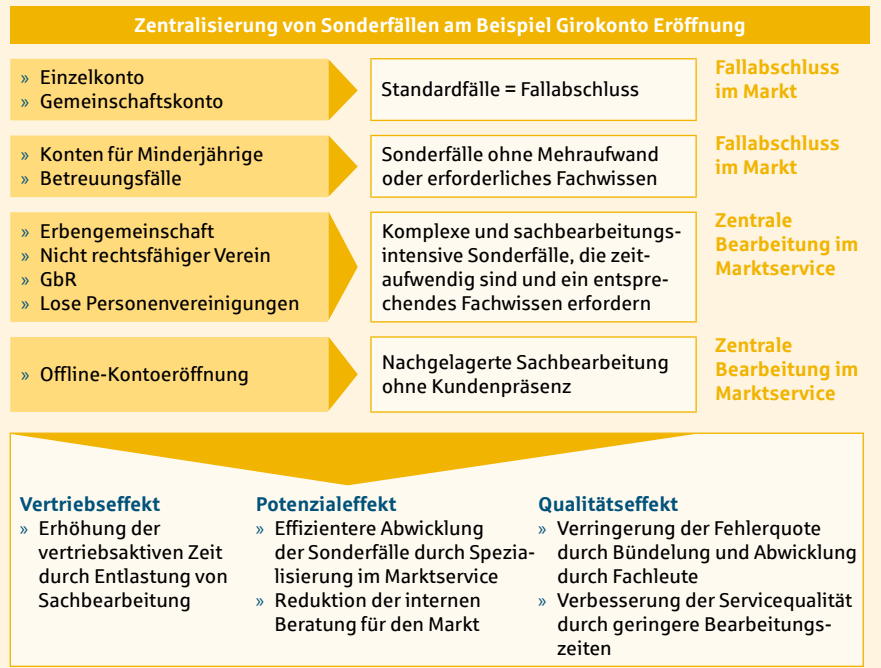 Zentralisierung von Sonderfällen am Beispiel Girokonto Eröffnung
» Einzelkonto
» Gemeinschaftskonto
Standardfälle = Fallabschluss
Fallabschluss
im Markt
» Konten für Minderjährige
» Betreuungsfälle
Sonderfälle ohne Mehraufwand
oder erforderliches Fachwissen
Fallabschluss
im Markt
» Erbengemeinschaft
» Nicht rechtsfähiger Verein
» GbR
» Lose Personenvereinigungen
Komplexe und sachbearbeitungs-
intensive Sonderfälle, die zeit-
aufwendig sind und ein entspre-
chendes Fachwissen erfordern
Zentrale
Bearbeitung im
Marktservice
» Offline-Kontoeröffnung
Nachgelagerte Sachbearbeitung
ohne Kundenpräsenz
Zentrale
Bearbeitung im
Marktservice
Vertriebseffekt
» Erhöhung der
vertriebsaktiven Zeit
durch Entlastung von
Sachbearbeitung
Potenzialeffekt
» Effizientere Abwicklung
der Sonderfälle durch Spezia-
lisierung im Marktservice
» Reduktion der internen
Beratung für den Markt
Qualitätseffekt
» Verringerung der Fehlerquote
durch Bündelung und Abwicklung
durch Fachleute
» Verbesserung der Servicequalität
durch geringere Bearbeitungs-
zeiten